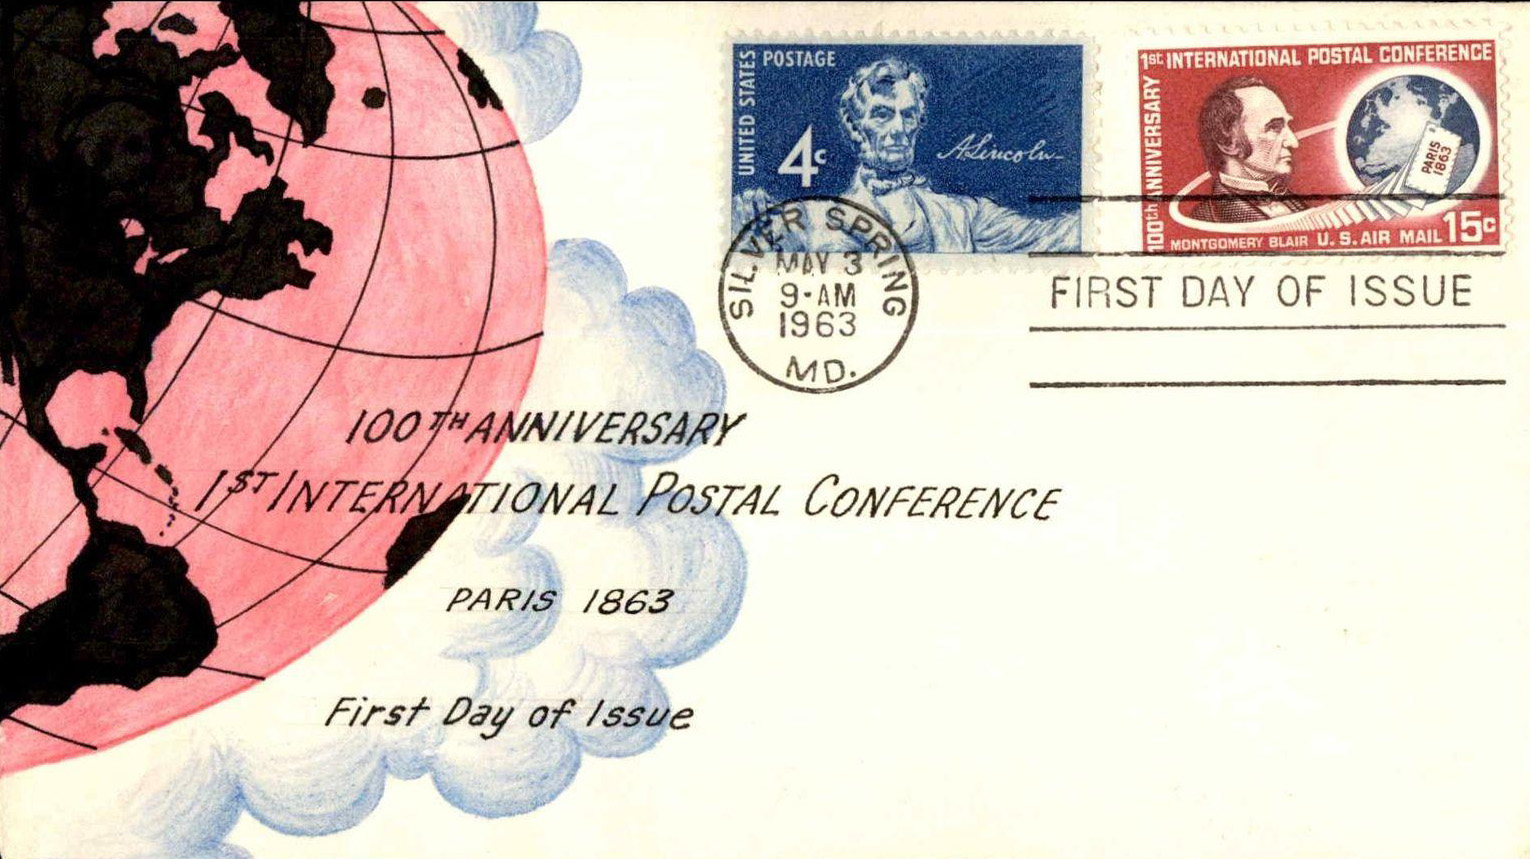 UNITED STATES POSTAGE
4c
A. Lincoln
1st INTERNATIONAL POSTAL CONFERENCE
100th ANNIVERSARY
PARIS
1863
MONTGOMERY BLAIR U.S. AIR MAIL 15c
SILVER SPRING
MAY 3
9-AM
1963
MD.
FIRST DAY OF ISSUE
100TH ANNIVERSARY
1ST INTERNATIONAL POSTAL CONFERENCE
PARIS 1863
First Day of Issue